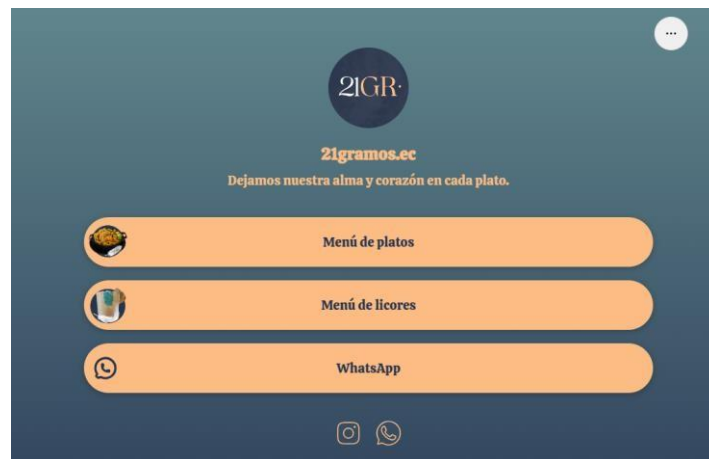 21GR.
21gramos.ec
Dejamos nuestra alma y corazón en cada plato.
Menú de platos
Menú de licores
WhatsApp